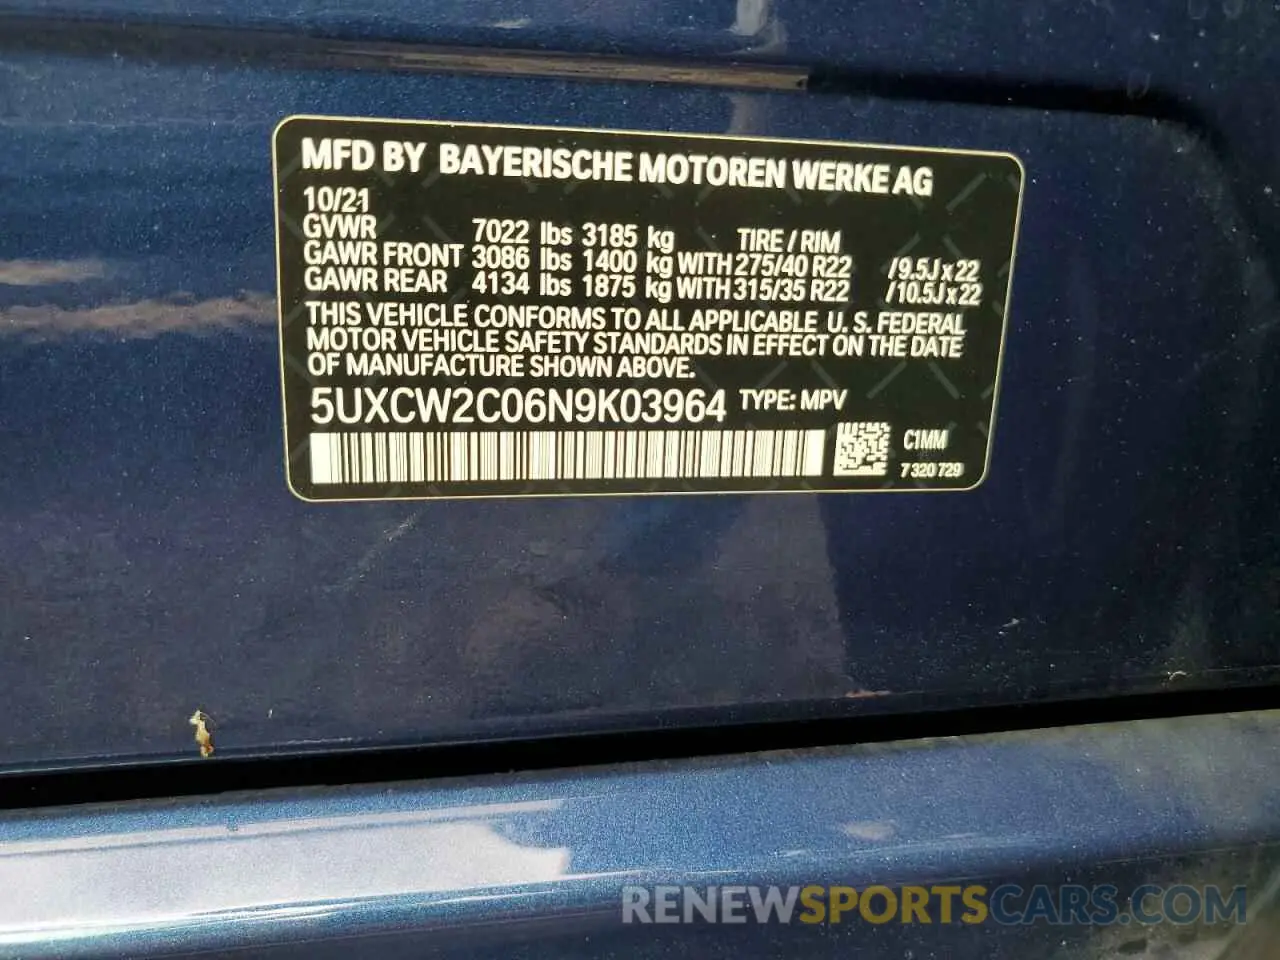 MFD BY BAYERISCHE MOTOREN WERKE AG
10/21
GVWR 7022 lbs 3185 kg TIRE / RIM
GAWR FRONT 3086 lbs 1400 kg WITH 275/40 R22 /9.5J x 22
GAWR REAR 4134 lbs 1875 kg WITH 315/35 R22 /10.5J x 22
THIS VEHICLE CONFORMS TO ALL APPLICABLE U. S. FEDERAL
MOTOR VEHICLE SAFETY STANDARDS IN EFFECT ON THE DATE
OF MANUFACTURE SHOWN ABOVE.
5UXCW2C06N9K03964 TYPE: MPV
C1MM
7 320 729
RENEWSPORTSCARS.COM